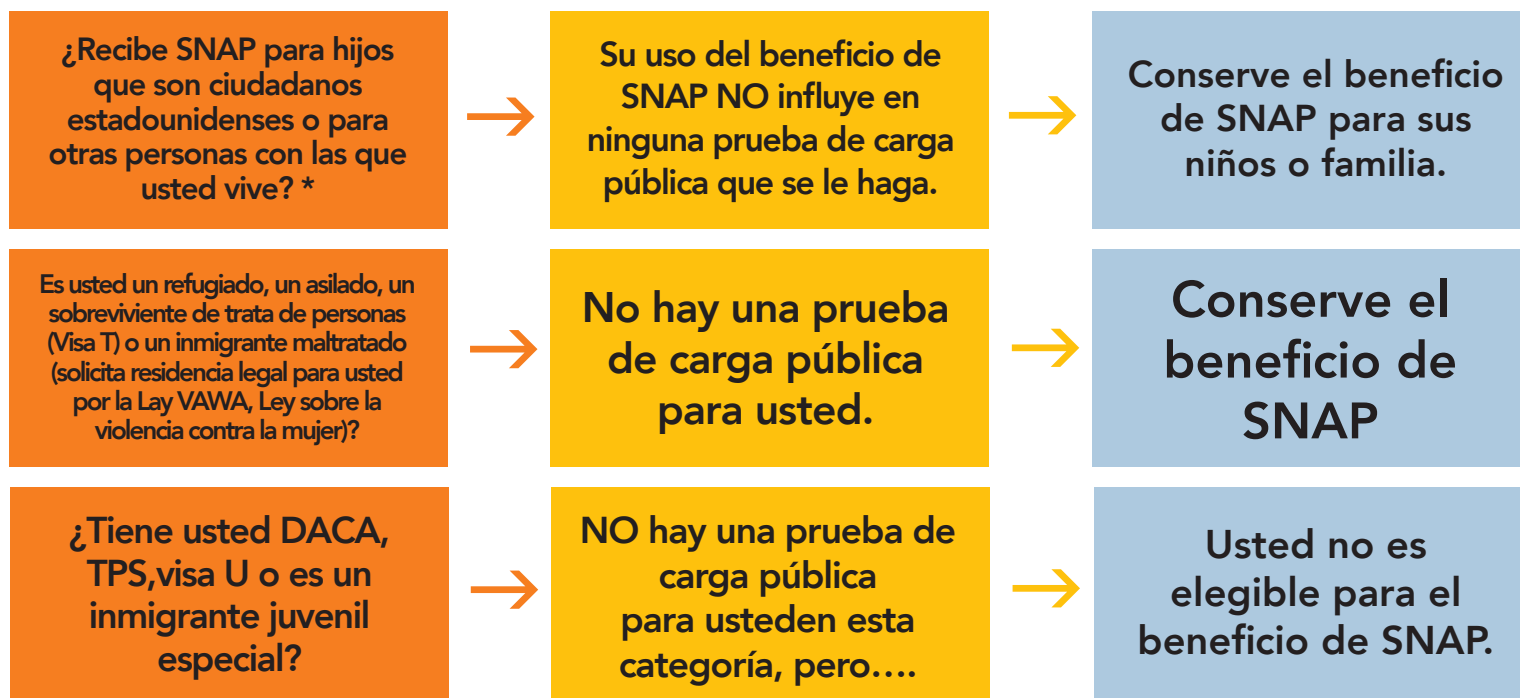 ¿Recibe SNAP para hijos
que son ciudadanos
estadounidenses o para
otras personas con las que
usted vive? *
Su uso del beneficio de
SNAP NO influye en
ninguna prueba de carga
pública que se le haga.
Conserve el beneficio
de SNAP para sus
niños o familia.
Es usted un refugiado, un asilado, un
sobreviviente de trata de personas
(Visa T) o un inmigrante maltratado
(solicita residencia legal para usted
por la Lay VAWA, Ley sobre la
violencia contra la mujer)?
No hay una prueba
de carga pública
para usted.
Conserve el
beneficio de
SNAP
¿Tiene usted DACA,
TPS,visa U o es un
inmigrante juvenil
especial?
NO hay una prueba de
carga pública
para usteden esta
categoría, pero....
Usted no es
elegible para el
beneficio de SNAP.